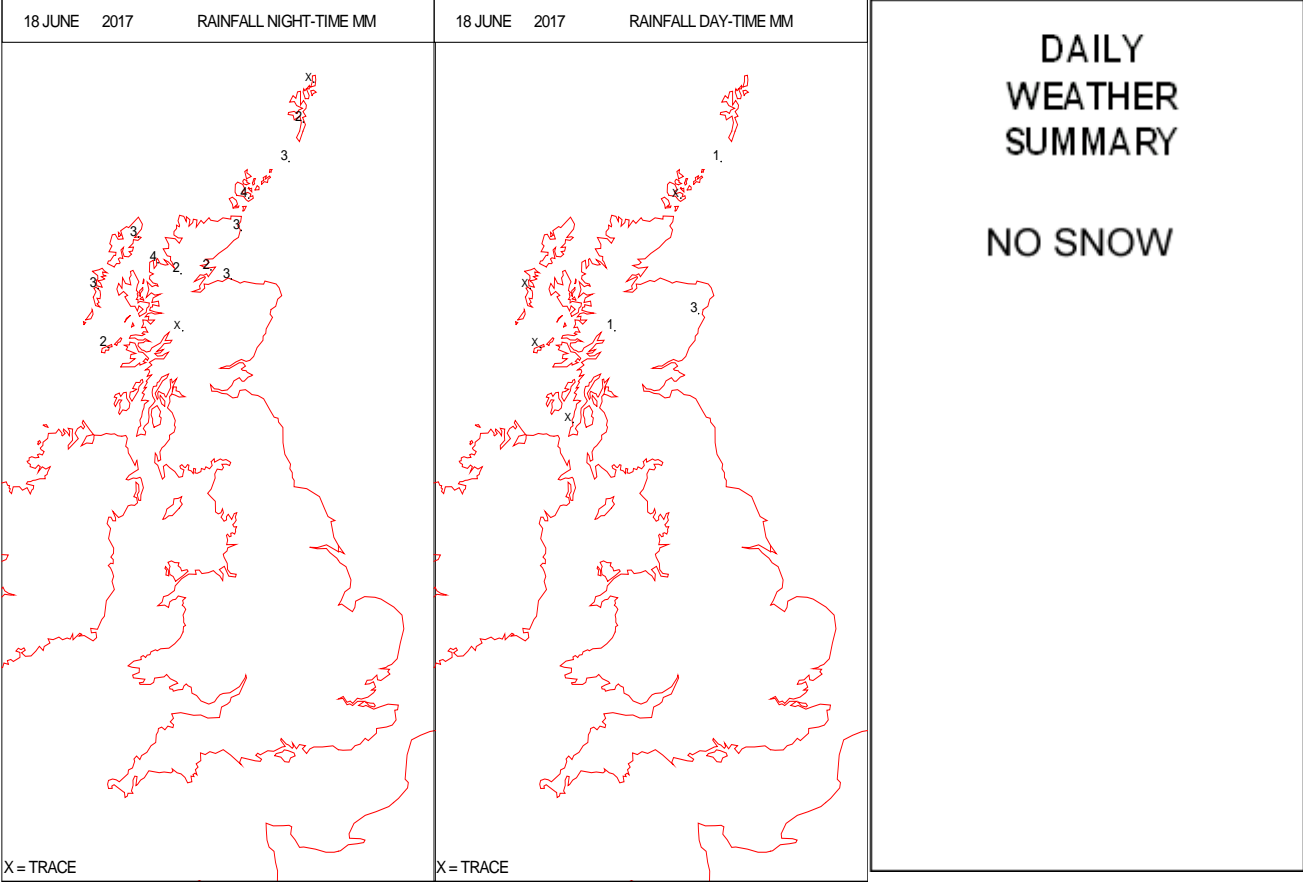 18 JUNE 2017 RAINFALL NIGHT-TIME MM
X
2
3
4
3
3
4
2
2
3
3
X
2
X = TRACE
18 JUNE 2017 RAINFALL DAY-TIME MM
1
X
X
3
1
X
X
X = TRACE
DAILY
WEATHER
SUMMARY
NO SNOW